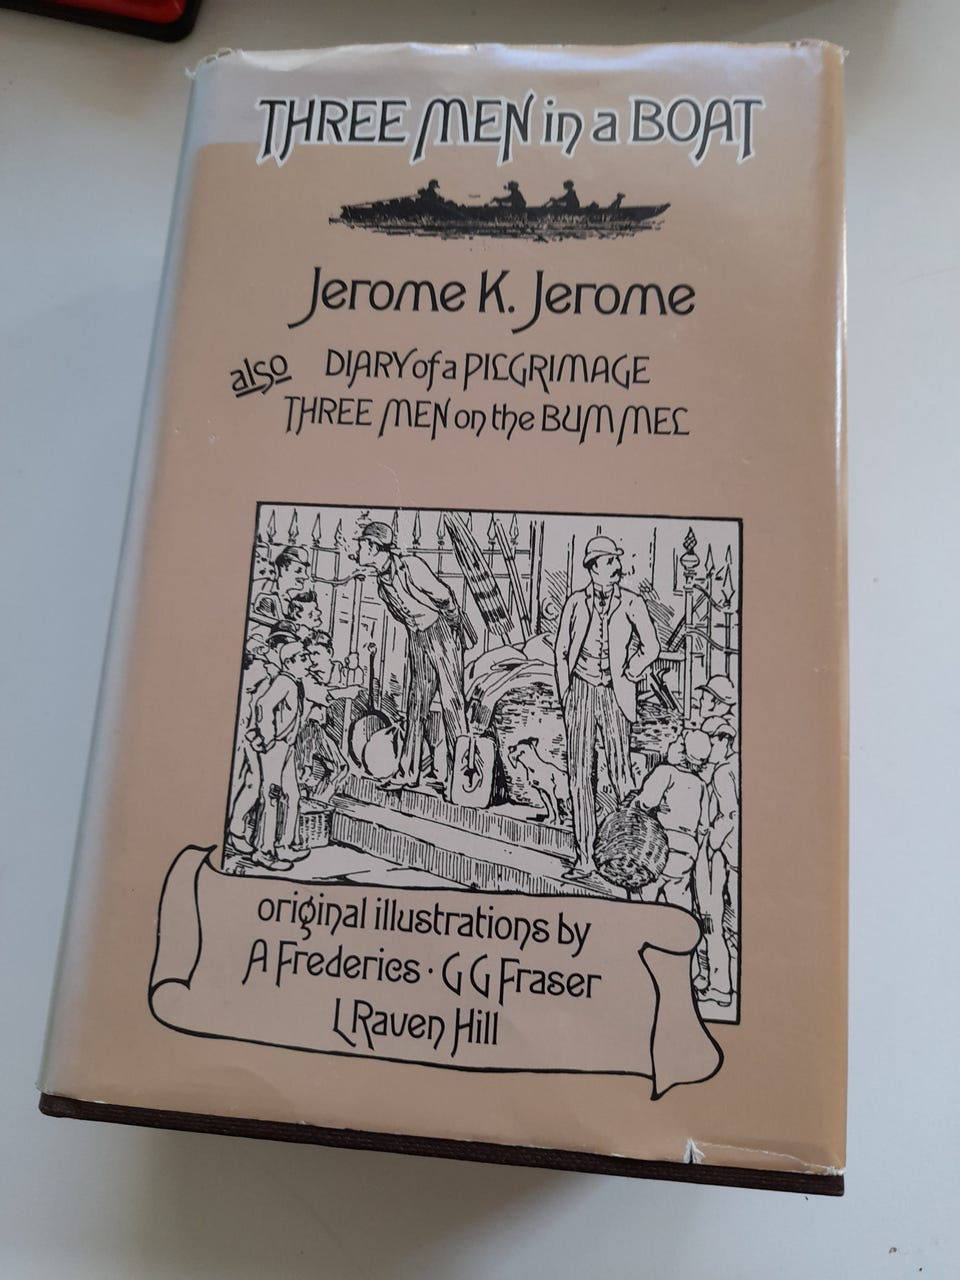 THREE MEN in a BOAT
Jerome K. Jerome
also DIARY of a PILGRIMAGE
THREE MEN on the BUMMEL
original illustrations by
A Frederics · G G Fraser
L Raven Hill